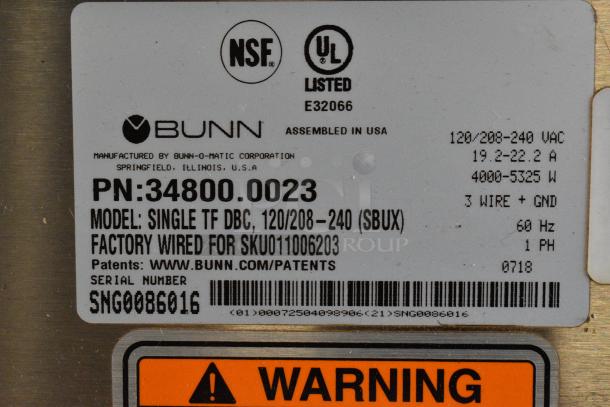 NSF
UL
LISTED
E32066
BUNN
ASSEMBLED IN USA
MANUFACTURED BY BUNN-O-MATIC CORPORATION
SPRINGFIELD, ILLINOIS, U.S.A
PN:34800.0023
MODEL: SINGLE TF DBC, 120/208-240 (SBUX)
FACTORY WIRED FOR SKU011006203
Patents: WWW.BUNN.COM/PATENTS
SERIAL NUMBER
SNG0086016
(01)00072504098906(21)SNG0086016
120/208-240 VAC
19.2-22.2 A
4000-5325 W
3 WIRE + GND
60 Hz
1 PH
0718
WARNING